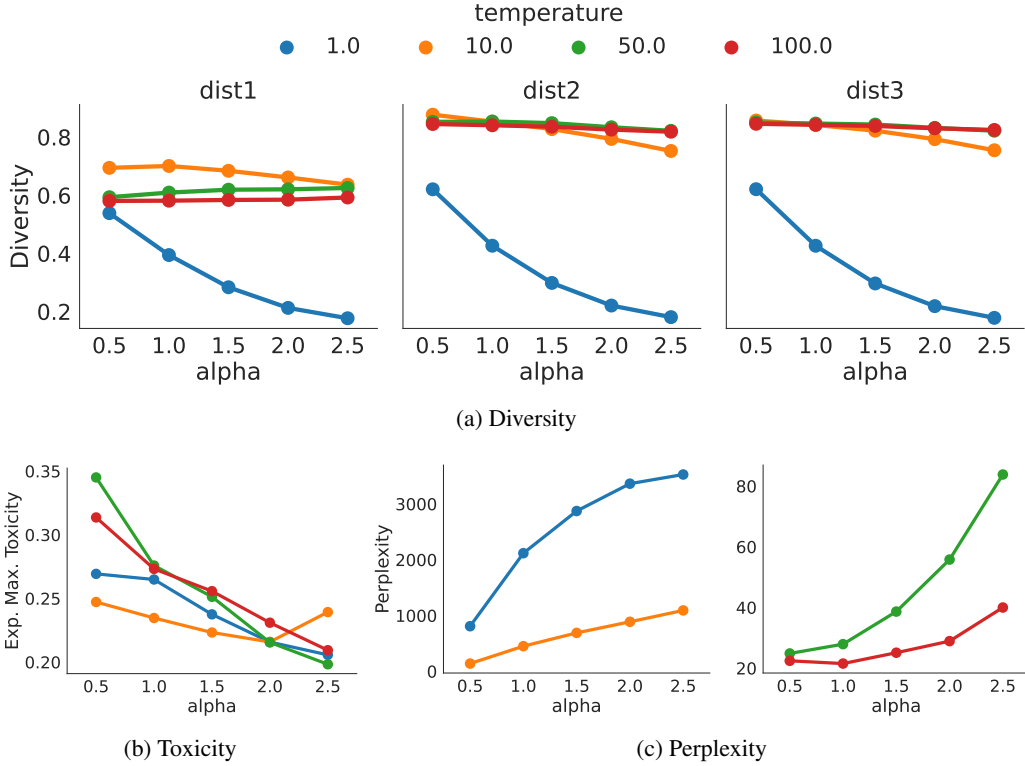 temperature
1.0 10.0 50.0 100.0
dist1 dist2 dist3
Diversity
0.8
0.6
0.4
0.2
0.5 1.0 1.5 2.0 2.5 0.5 1.0 1.5 2.0 2.5 0.5 1.0 1.5 2.0 2.5
alpha alpha alpha
(a) Diversity
Exp. Max. Toxicity
0.35
0.30
0.25
0.20
0.5 1.0 1.5 2.0 2.5
alpha
(b) Toxicity
Perplexity
3000
2000
1000
0
0.5 1.0 1.5 2.0 2.5
alpha
80
60
40
20
0.5 1.0 1.5 2.0 2.5
alpha
(c) Perplexity